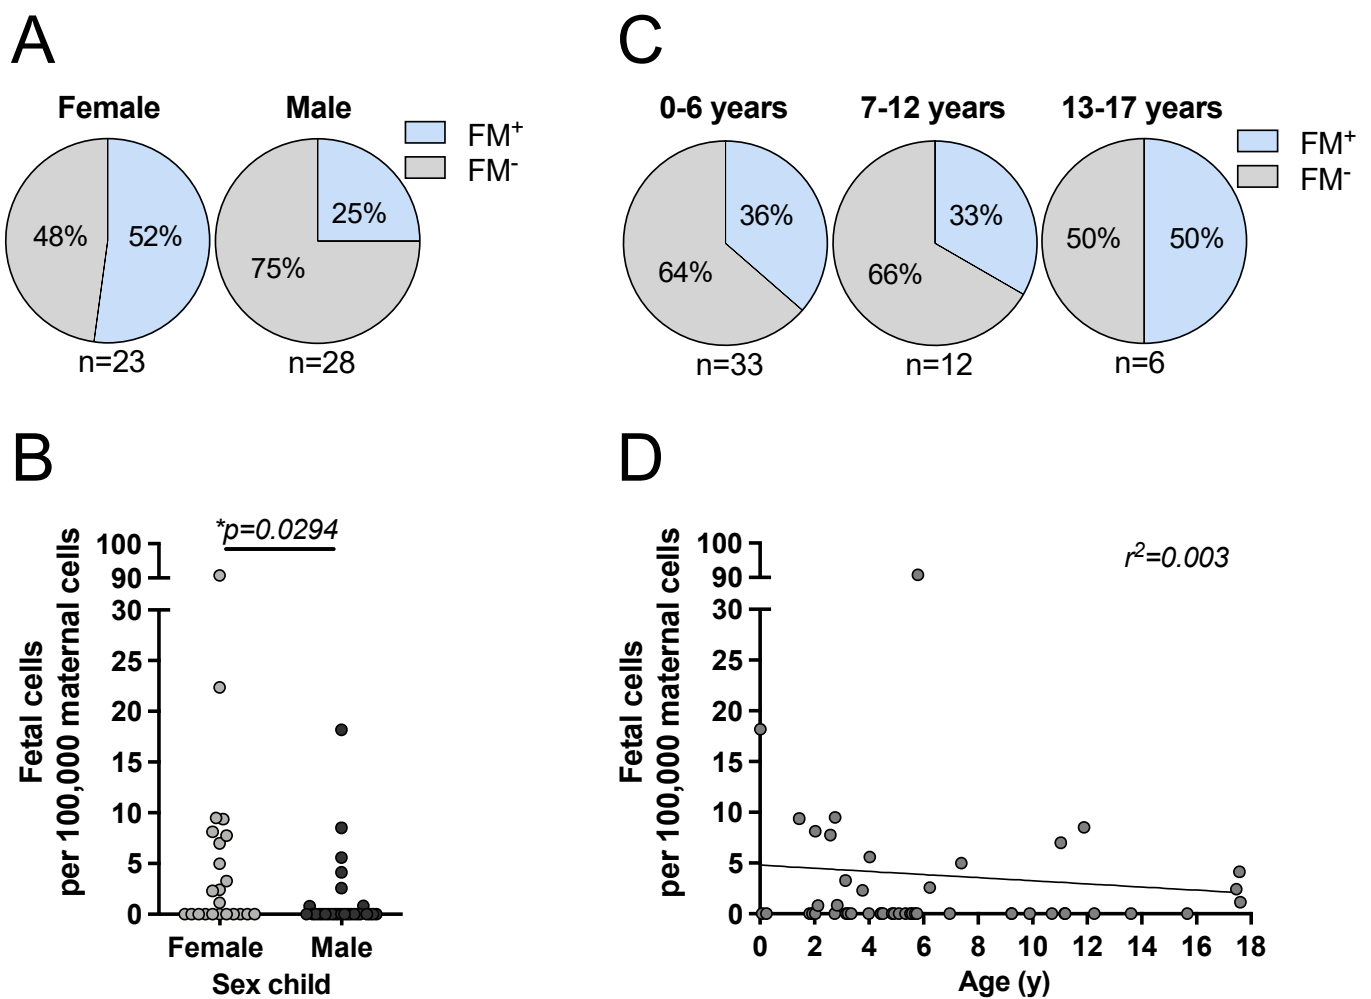 A
Female
Male
FM+
FM-
48%
52%
25%
75%
n=23
n=28
C
0-6 years
7-12 years
13-17 years
FM+
FM-
36%
64%
33%
66%
50%
50%
n=33
n=12
n=6
B
*p=0.0294
Fetal cells
per 100,000 maternal cells
100
90
30
25
20
15
10
5
0
Female
Male
Sex child
D
r2=0.003
Fetal cells
per 100,000 maternal cells
100
90
30
25
20
15
10
5
0
0
2
4
6
8
10
12
14
16
18
Age (y)